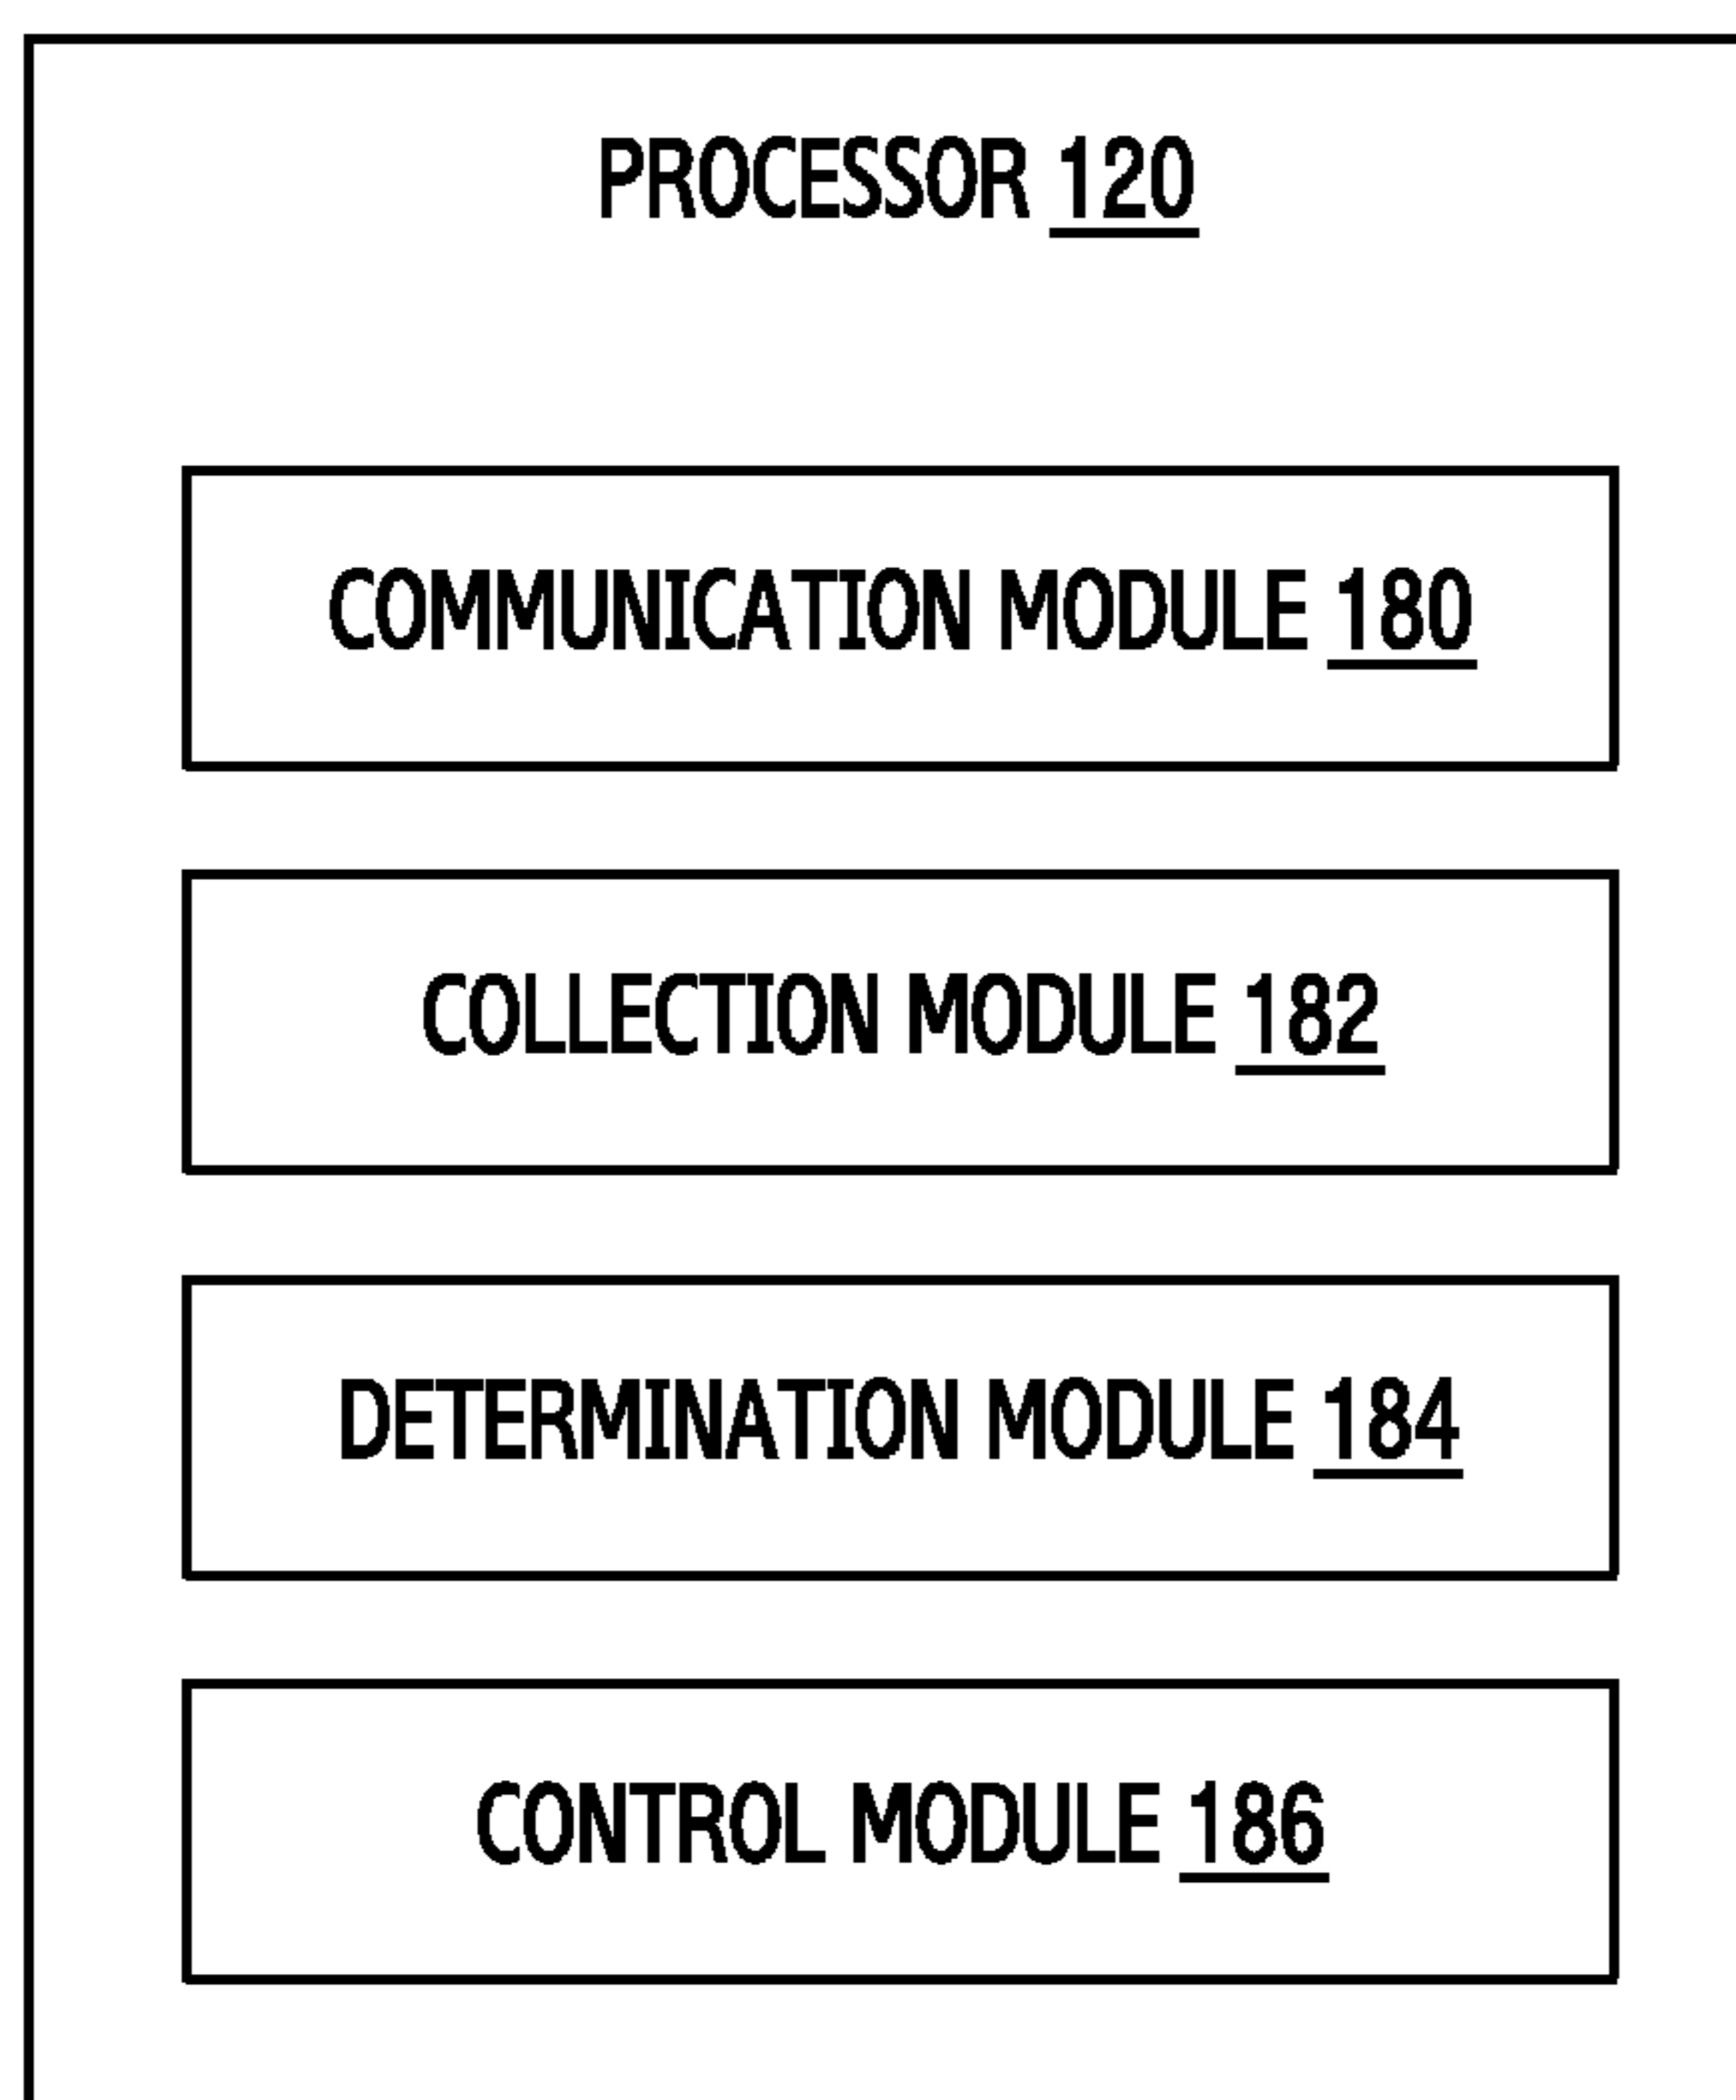 PROCESSOR 120
COMMUNICATION MODULE 180
COLLECTION MODULE 182
DETERMINATION MODULE 184
CONTROL MODULE 186